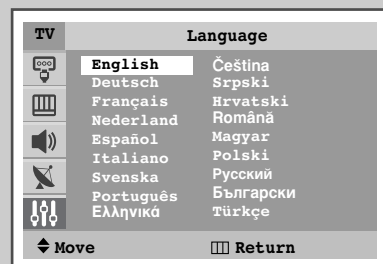 TV
Language
English
Deutsch
Français
Nederland
Español
Italiano
Svenska
Português
Ελληνικά
Čeština
Srpski
Hrvatski
Română
Magyar
Polski
Русский
Български
Türkçe
Move
Return